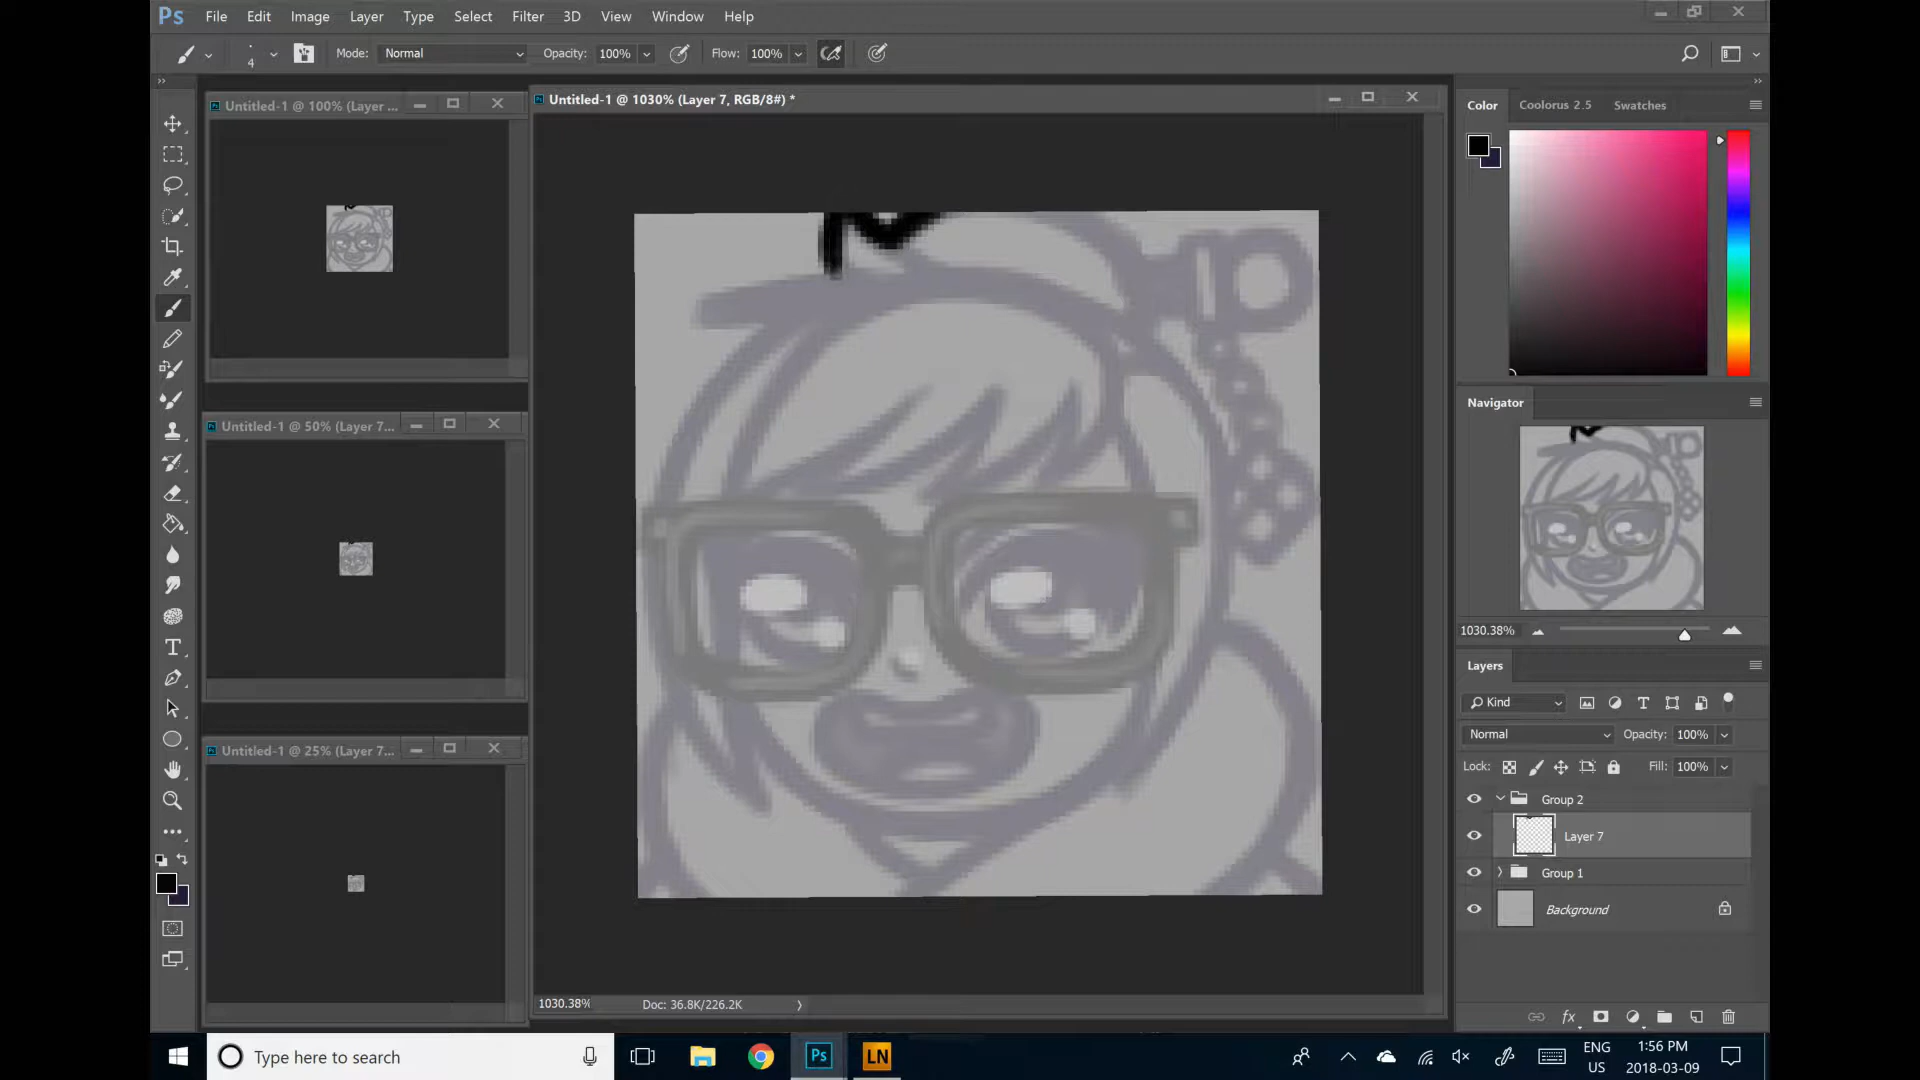 Ps File Edit Image Layer Type Select Filter 3D View Window Help
4 Mode: Normal Opacity: 100% Flow: 100%
Untitled-1 @ 100% (Layer ...
Untitled-1 @ 1030% (Layer 7, RGB/8#) *
Color Coolorus 2.5 Swatches
Navigator
Untitled-1 @ 50% (Layer 7...
1030.38%
Layers
Kind
Normal Opacity: 100%
Untitled-1 @ 25% (Layer 7...
Lock: Fill: 100%
Group 2
Layer 7
Group 1
Background
1030.38% Doc: 36.8K/226.2K
fx
Type here to search
Ps
LN
ENG
US
1:56 PM
2018-03-09